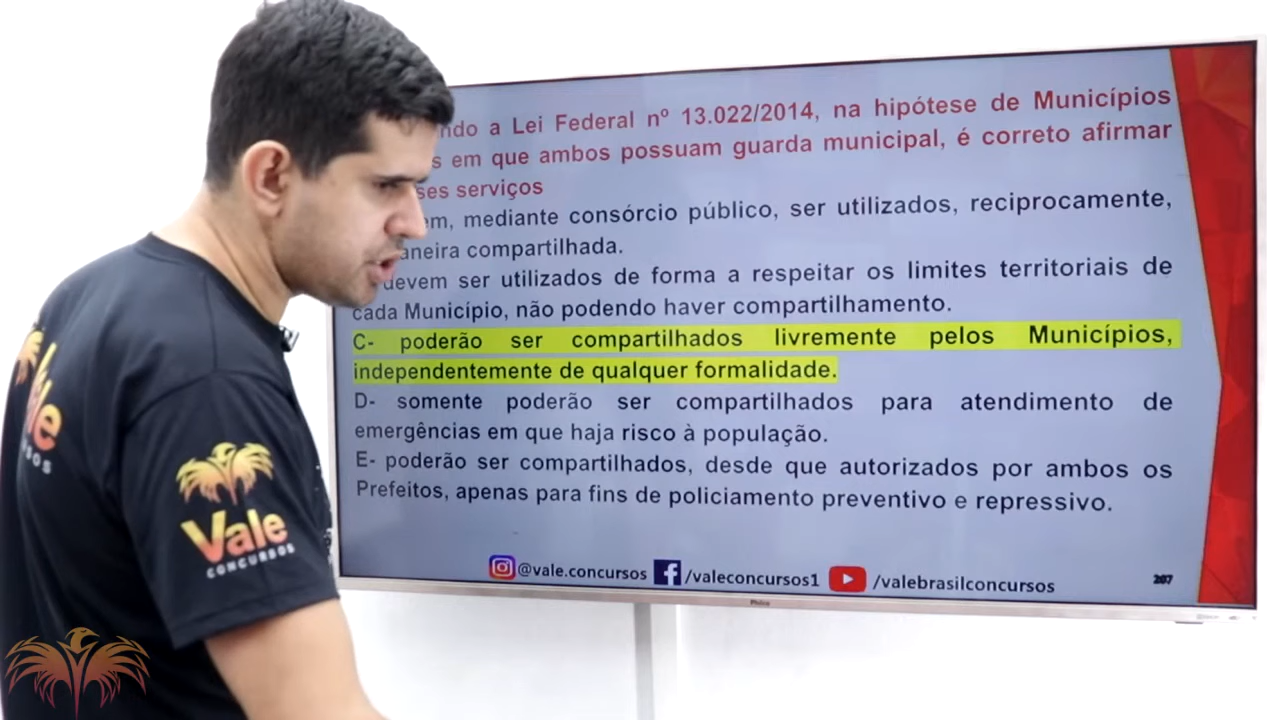 ndo a Lei Federal nº 13.022/2014, na hipótese de Municípios
s em que ambos possuam guarda municipal, é correto afirmar
ses serviços
em, mediante consórcio público, ser utilizados, reciprocamente,
aneira compartilhada.
devem ser utilizados de forma a respeitar os limites territoriais de
cada Município, não podendo haver compartilhamento.
C- poderão ser compartilhados livremente pelos Municípios,
independentemente de qualquer formalidade.
D- somente poderão ser compartilhados para atendimento de
emergências em que haja risco à população.
E- poderão ser compartilhados, desde que autorizados por ambos os
Prefeitos, apenas para fins de policiamento preventivo e repressivo.
@vale.concursos /valeconcursos1 /valebrasilconcursos
207
Philco
Vale
CONCURSOS